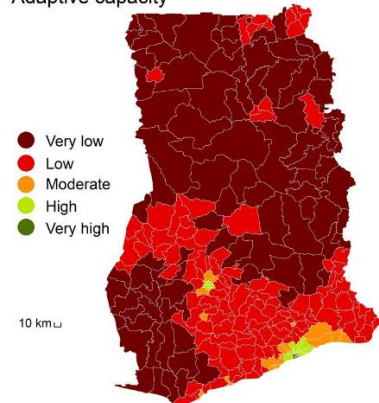 Adaptive capacity
Very low
Low
Moderate
High
Very high
10 km